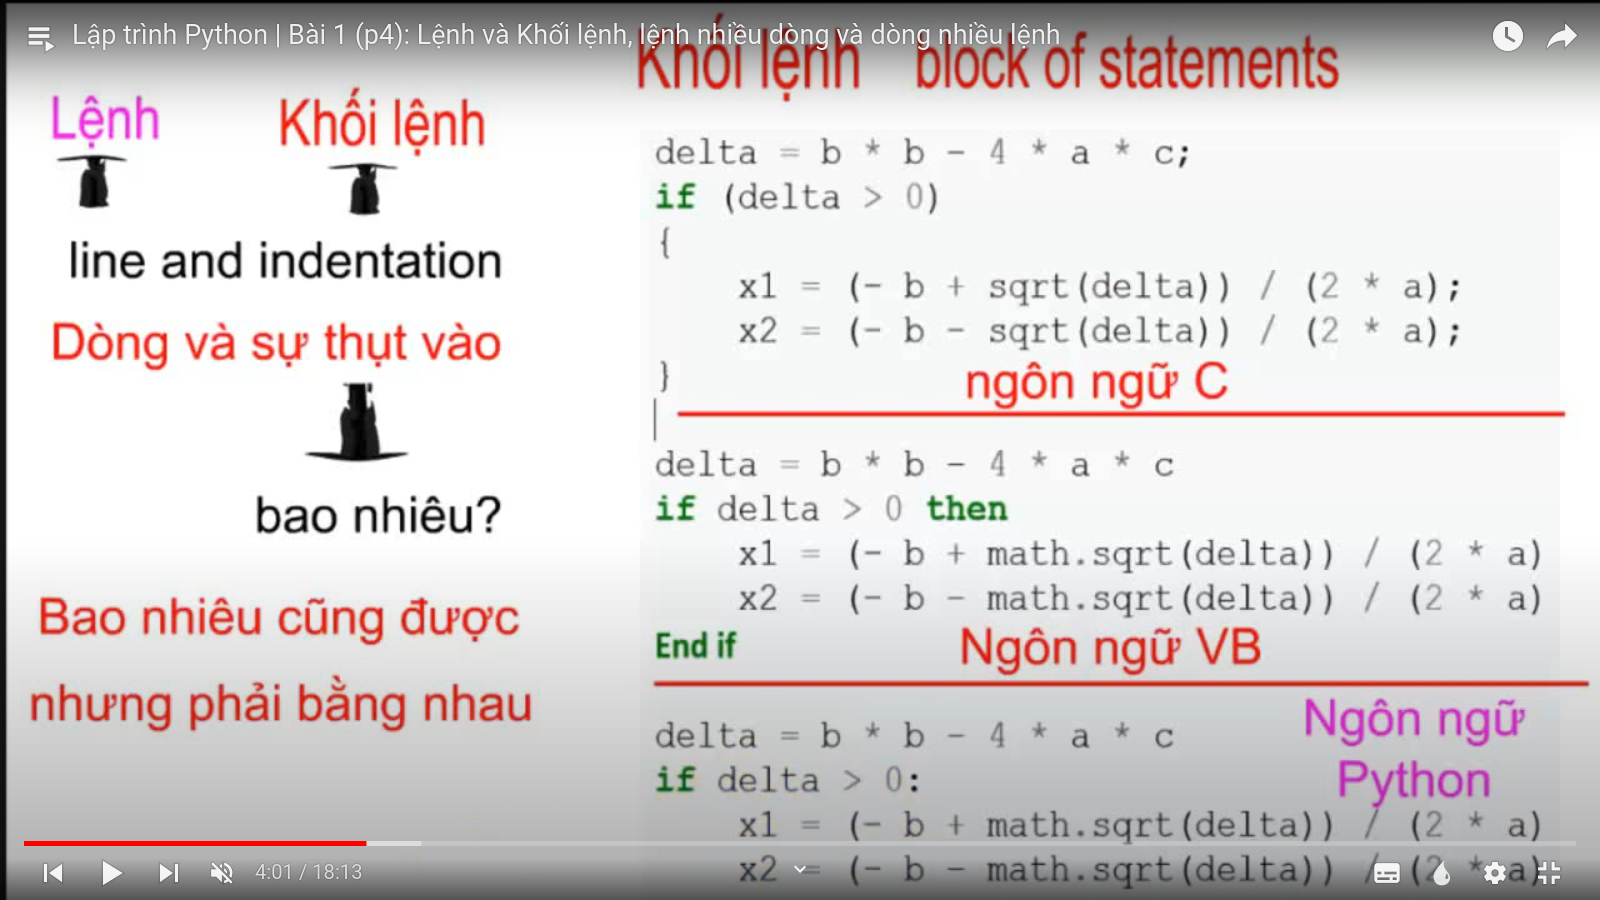 Lập trình Python | Bài 1 (p4): Lệnh và Khối lệnh, lệnh nhiều dòng và dòng nhiều lệnh
Khối lệnh block of statements
Lệnh Khối lệnh
line and indentation
Dòng và sự thụt vào
bao nhiêu?
Bao nhiêu cũng được
nhưng phải bằng nhau
delta = b * b - 4 * a * c;
if (delta > 0)
{
x1 = (- b + sqrt(delta)) / (2 * a);
x2 = (- b - sqrt(delta)) / (2 * a);
}
ngôn ngữ C
delta = b * b - 4 * a * c
if delta > 0 then
x1 = (- b + math.sqrt(delta)) / (2 * a)
x2 = (- b - math.sqrt(delta)) / (2 * a)
End if
Ngôn ngữ VB
Ngôn ngữ
Python
delta = b * b - 4 * a * c
if delta > 0:
x1 = (- b + math.sqrt(delta)) / (2 * a)
x2 = (- b - math.sqrt(delta)) / (2 * a)
4:01 / 18:13